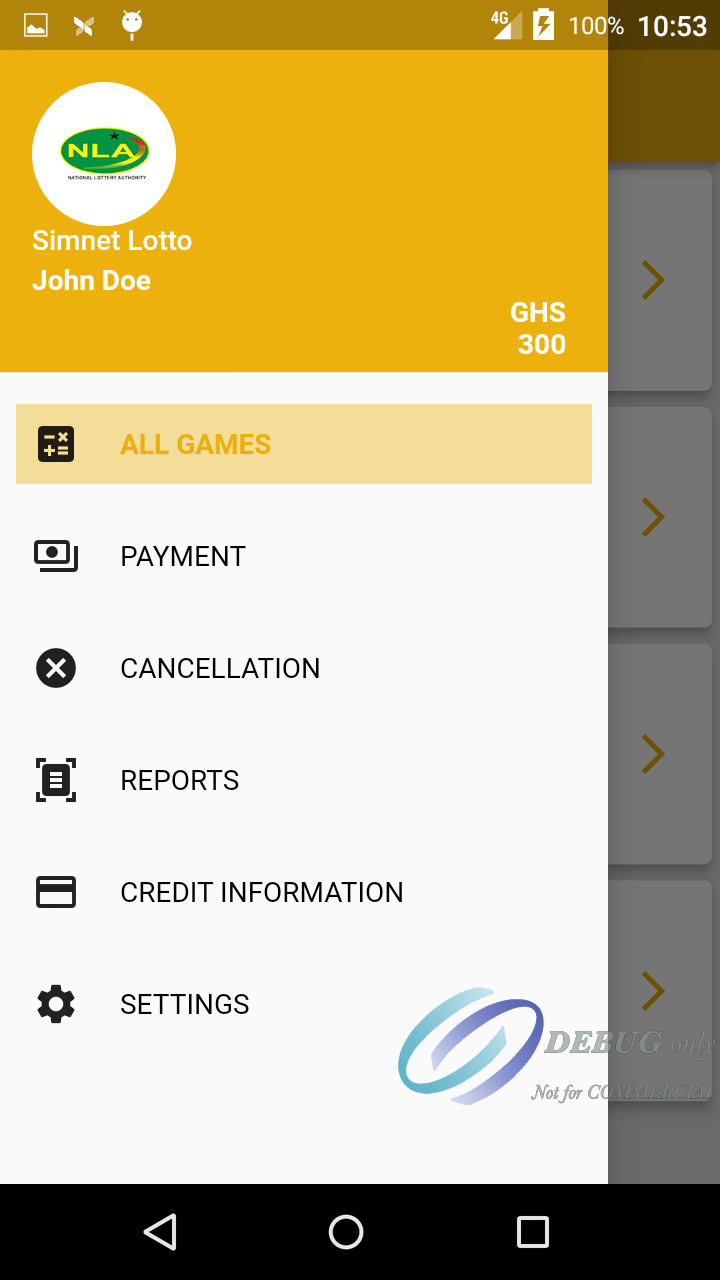 4G 100% 10:53
NLA
NATIONAL LOTTERY AUTHORITY
Simnet Lotto
John Doe
GHS
300
ALL GAMES
PAYMENT
CANCELLATION
REPORTS
CREDIT INFORMATION
SETTINGS
DEBUG only
Not for COMMERCIAL